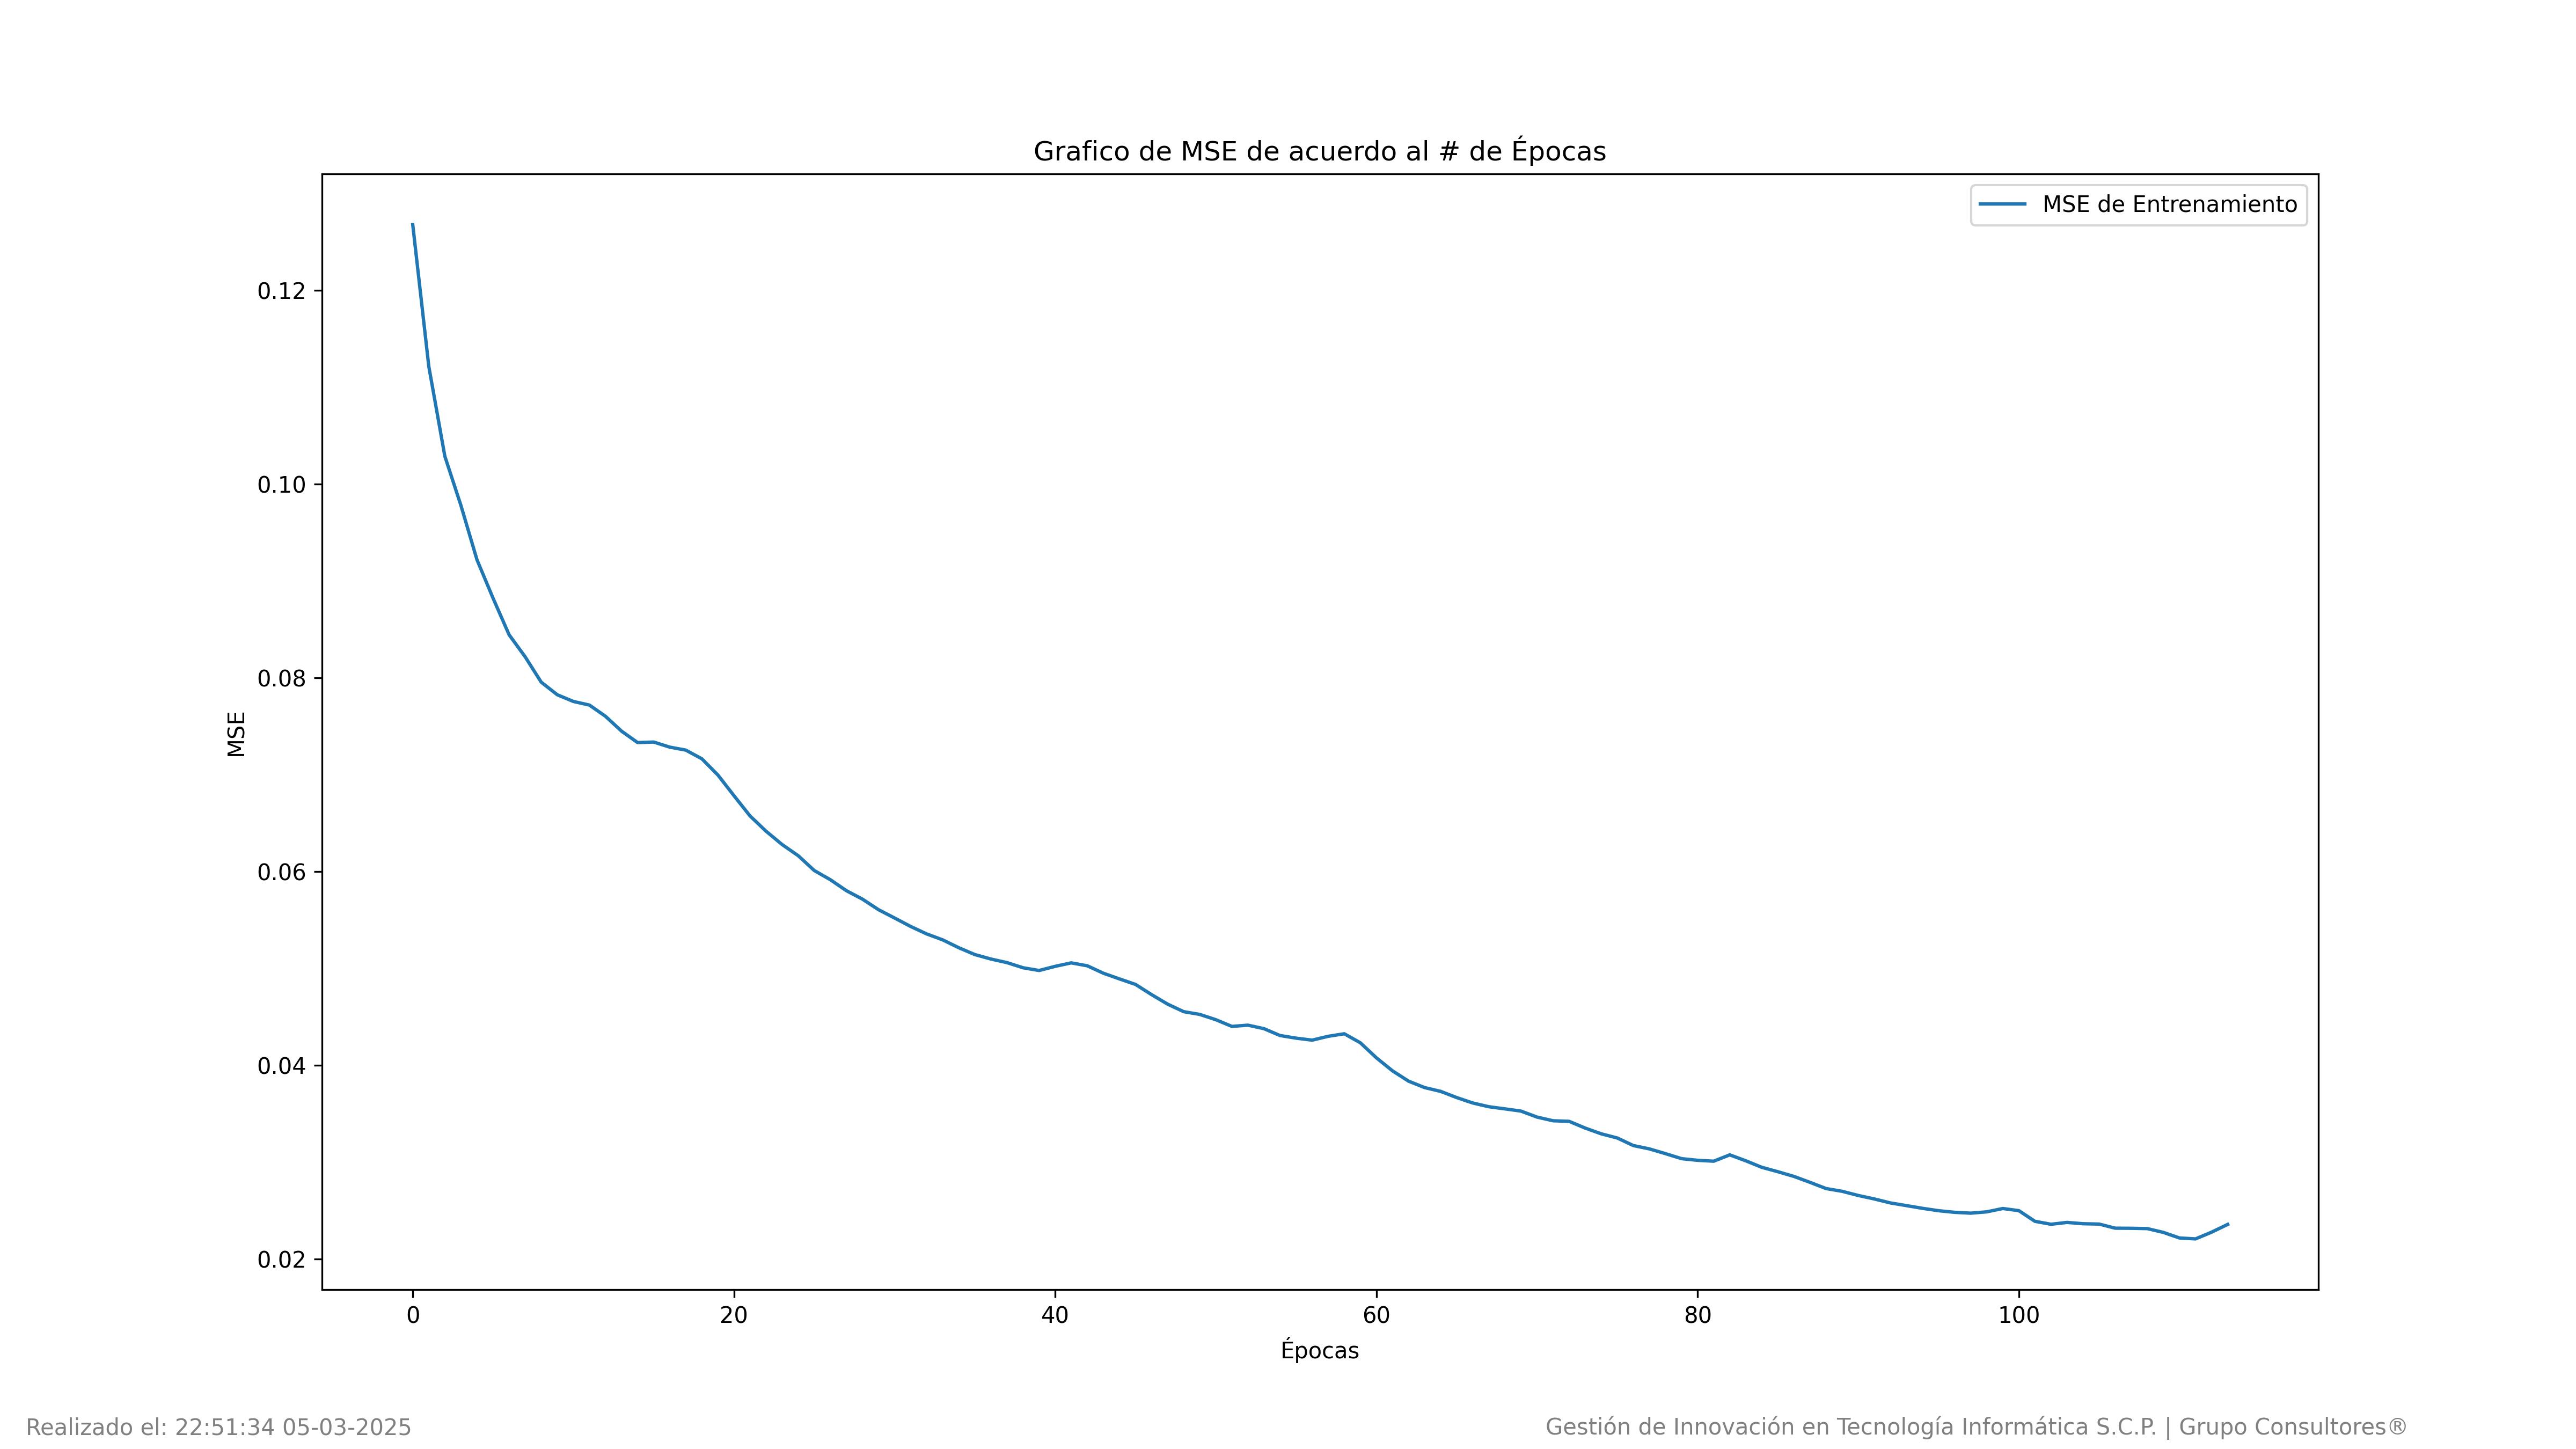 Grafico de MSE de acuerdo al # de Épocas
MSE de Entrenamiento
0.12
0.10
0.08
0.06
0.04
0.02
MSE
0 20 40 60 80 100
Épocas
Realizado el: 22:51:34 05-03-2025
Gestión de Innovación en Tecnología Informática S.C.P. | Grupo Consultores®